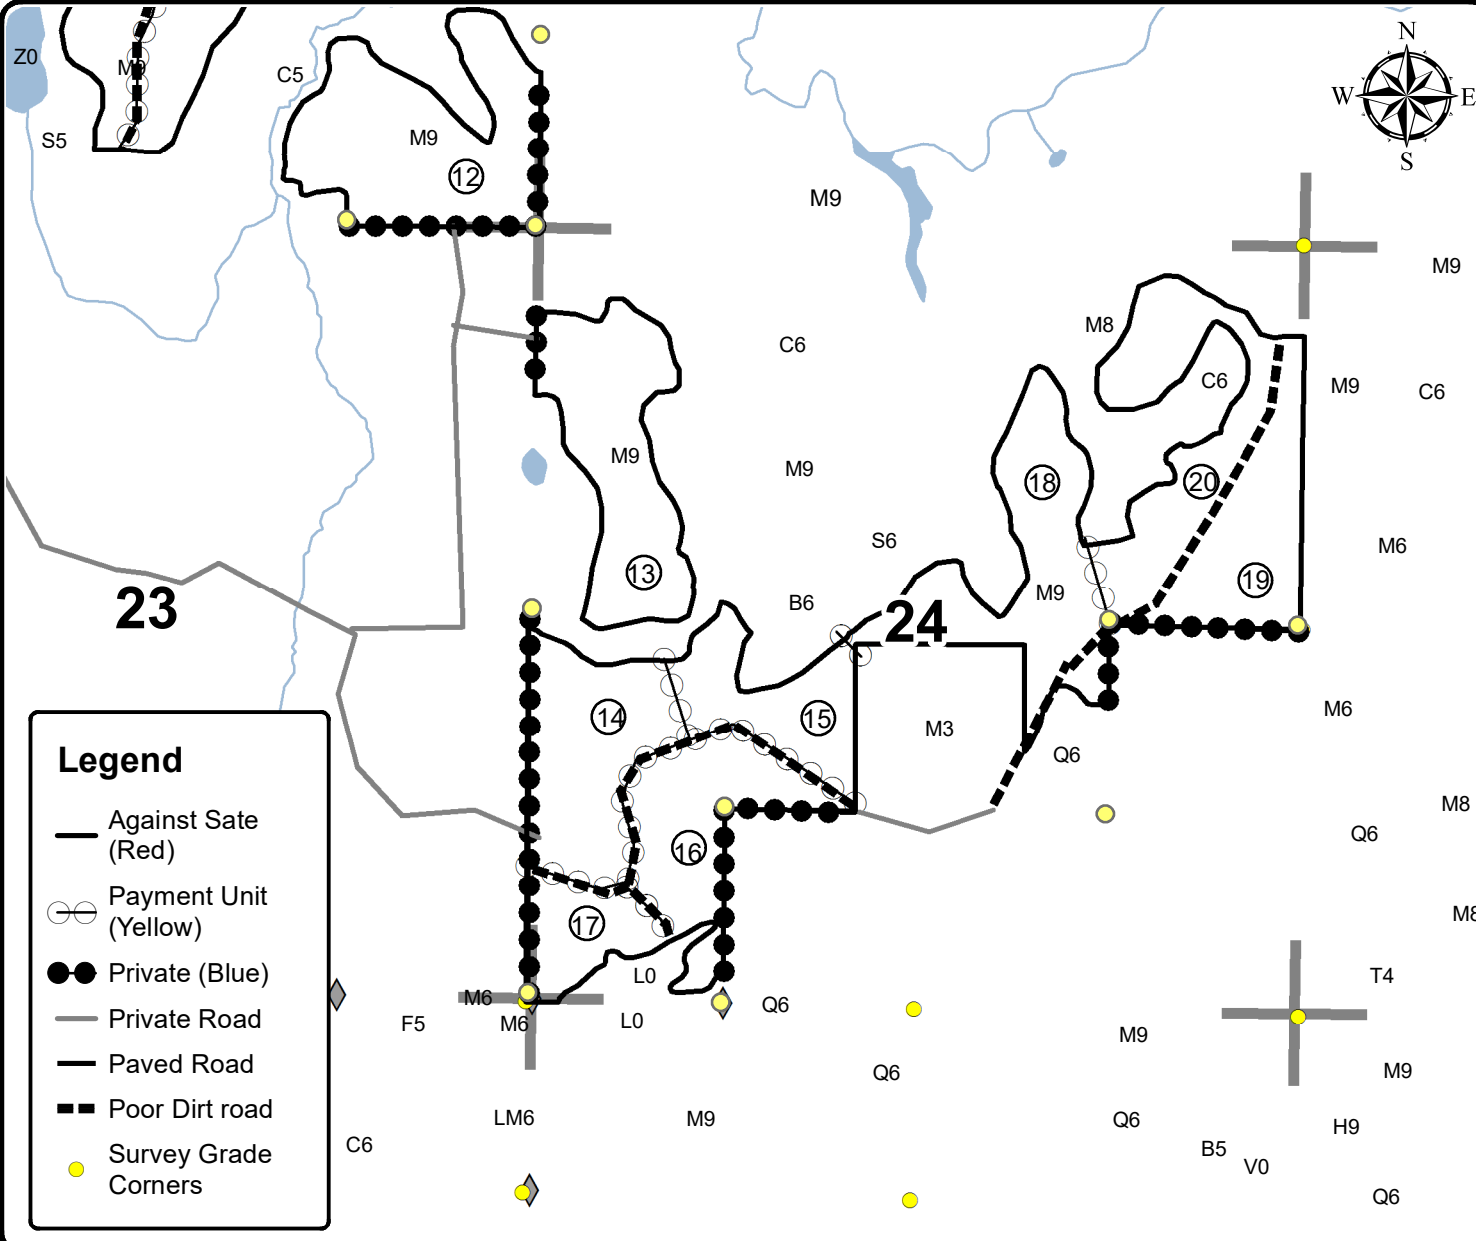 N
Z0
M9
C5
W
E
S5
M9
S
12
M9
M9
M8
C6
C6
M9
C6
M9
M9
18
20
S6
M6
13
19
M9
B6
23
24
14
15
M3
M6
Q6
Legend
Against Sate
(Red)
Payment Unit
(Yellow)
Private (Blue)
Private Road
Paved Road
Poor Dirt road
Survey Grade
Corners
M8
Q6
16
17
M8
L0
T4
M6
Q6
F5
M6
L0
M9
Q6
M9
LM6
M9
Q6
H9
C6
B5
V0
Q6